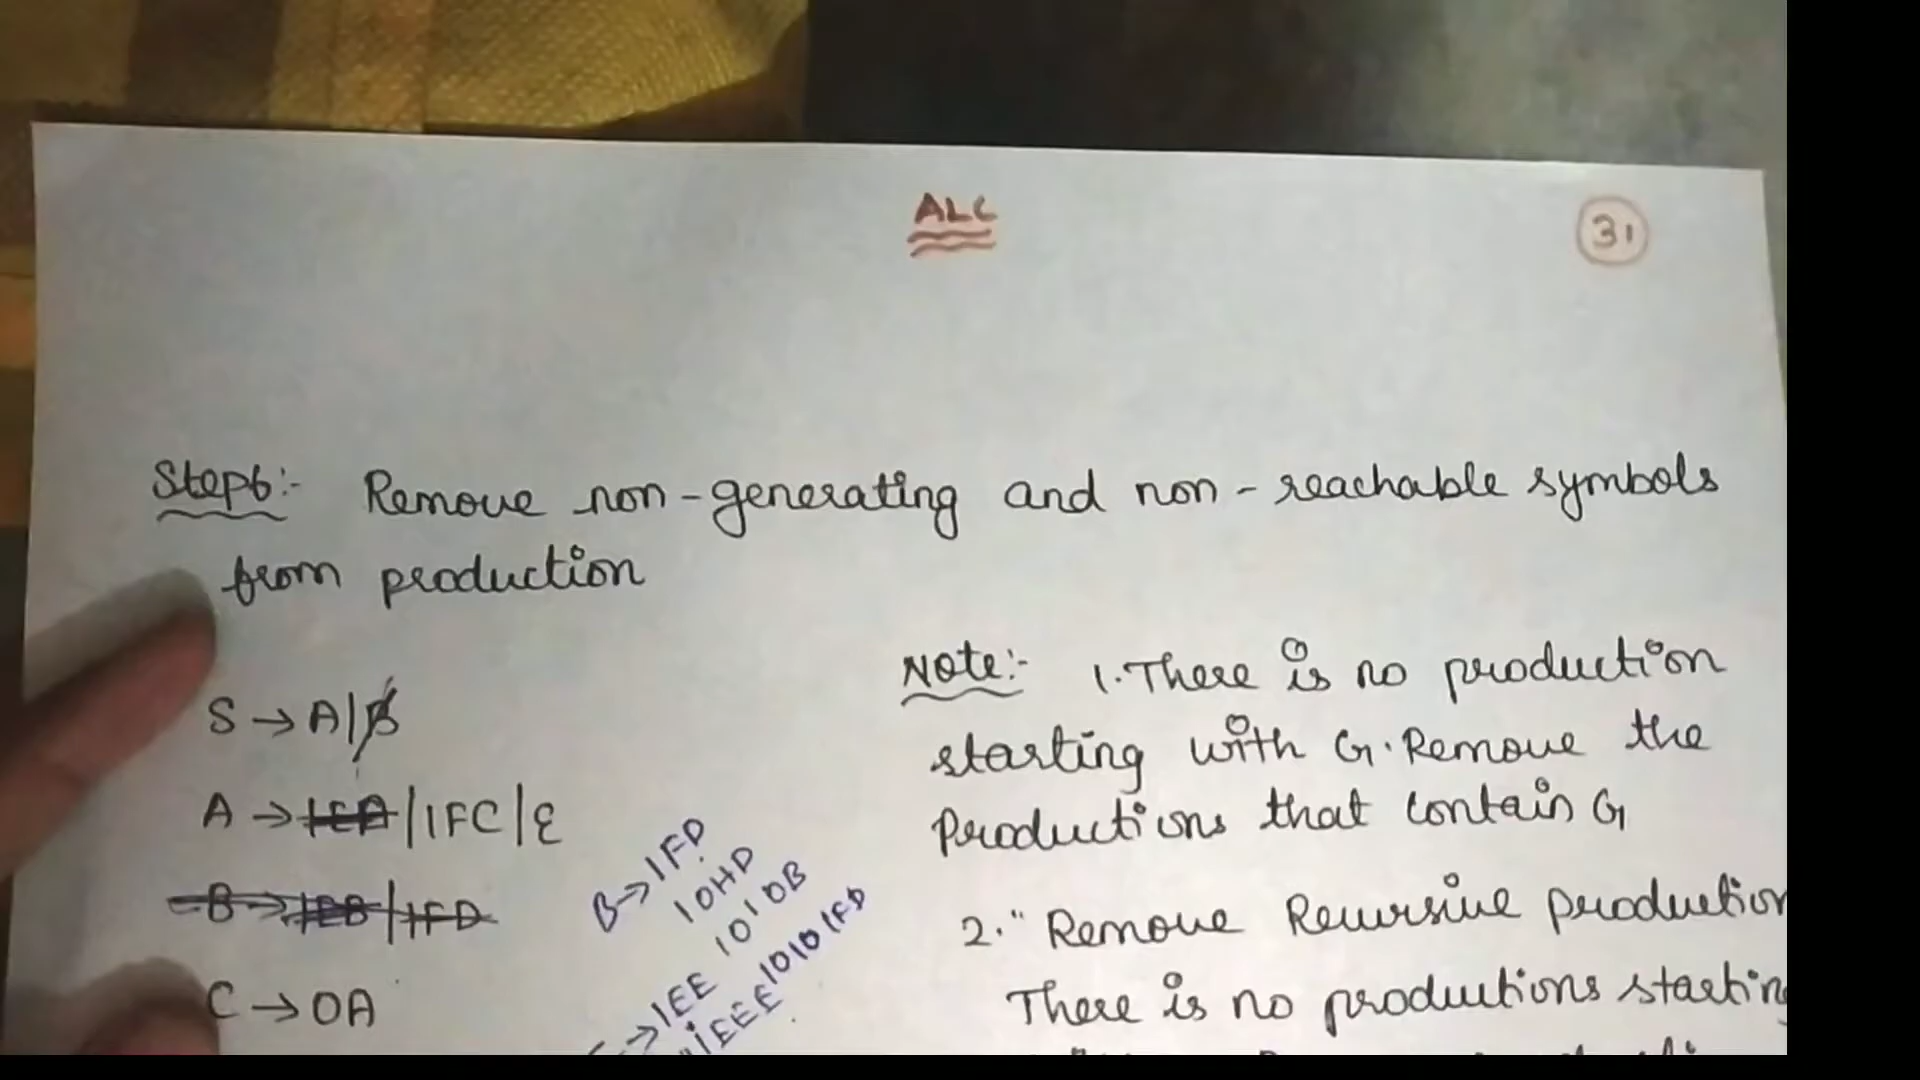 ALC
31
Step6:- Remove non-generating and non-reachable symbols
from production
S → A|B
A → 1EA|1FC|ε
B → 1EB|1FD
C → 0A
B → 1FD
10HD
1010B
10101FD
→ 1EE
1EEE
Note:- 1. There is no production
starting with G. Remove the
Productions that contain G
2. "Remove Recursive production
There is no productions starting